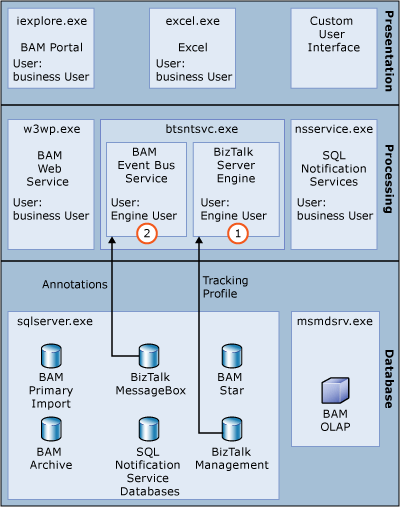 iexplore.exe
BAM Portal
User:
business User
excel.exe
Excel
User:
business User
Custom
User
Interface
Presentation
w3wp.exe
BAM
Web
Service
User:
business User
btsntsvc.exe
BAM
Event Bus
Service
User:
Engine User
2
BizTalk
Server
Engine
User:
Engine User
1
nsservice.exe
SQL
Notification
Services
User:
business User
Processing
Annotations
Tracking
Profile
sqlserver.exe
BAM
Primary
Import
BizTalk
MessageBox
BAM
Star
BAM
Archive
SQL
Notification
Service
Databases
BizTalk
Management
msmdsrv.exe
BAM
OLAP
Database